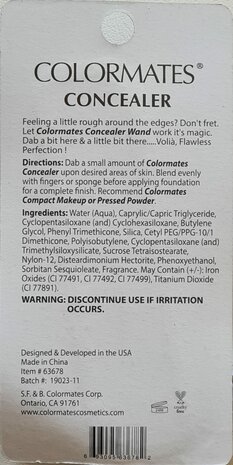 COLORMATES®
CONCEALER
Feeling a little rough around the edges? Don't fret.
Let Colormates Concealer Wand work it's magic.
Dab a bit here & a little bit there.....Volià, Flawless
Perfection !
Directions: Dab a small amount of Colormates
Concealer upon desired areas of skin. Blend evenly
with fingers or sponge before applying foundation
for a complete finish. Recommend Colormates
Compact Makeup or Pressed Powder.
Ingredients: Water (Aqua), Caprylic/Capric Triglyceride,
Cyclopentasiloxane (and) Cyclohexasiloxane, Butylene
Glycol, Phenyl Trimethicone, Silica, Cetyl PEG/PPG-10/1
Dimethicone, Polyisobutylene, Cyclopentasiloxane (and)
Trimethylsiloxysilicate, Sucrose Tetraisostearate,
Nylon-12, Disteardimonium Hectorite, Phenoxyethanol,
Sorbitan Sesquioleate, Fragrance. May Contain (+/-): Iron
Oxides (CI 77491, CI 77492, CI 77499), Titanium Dioxide
(CI 77891).
WARNING: DISCONTINUE USE IF IRRITATION
OCCURS.
Designed & Developed in the USA
Made in China
Item # 63678
Batch #: 19023-11
S.F. & B. Colormates Corp.
Ontario, CA 91761
www.colormatescosmetics.com
cruelty
free